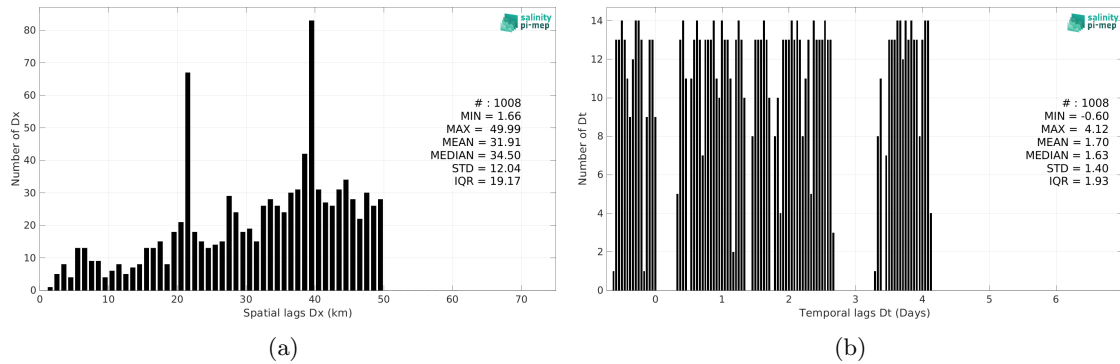 salinity
pi-mep
80
70
60
50
40
30
20
10
0
Number of Dx
# : 1008
MIN = 1.66
MAX = 49.99
MEAN = 31.91
MEDIAN = 34.50
STD = 12.04
IQR = 19.17
0 10 20 30 40 50 60 70
Spatial lags Dx (km)
(a)
salinity
pi-mep
14
12
10
8
6
4
2
0
Number of Dt
# : 1008
MIN = -0.60
MAX = 4.12
MEAN = 1.70
MEDIAN = 1.63
STD = 1.40
IQR = 1.93
0 1 2 3 4 5 6
Temporal lags Dt (Days)
(b)